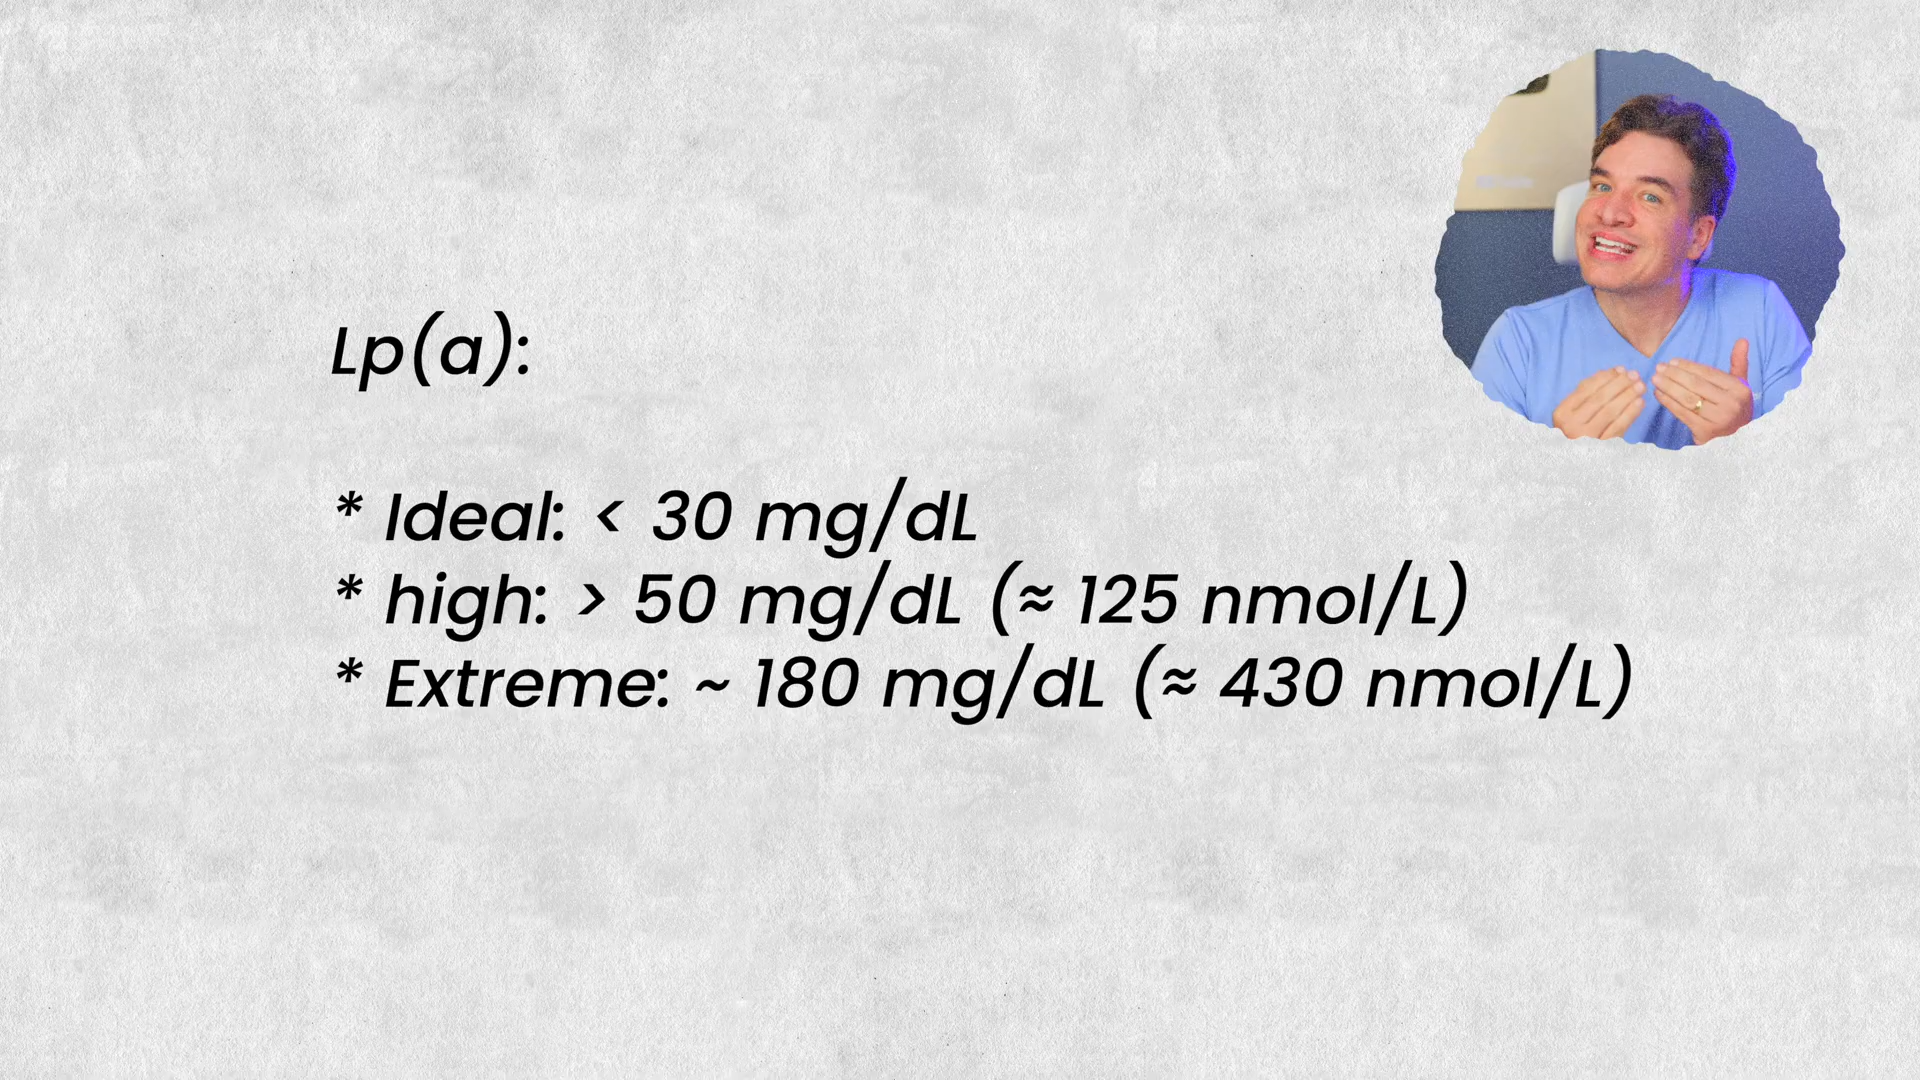 Lp(a):
* Ideal: < 30 mg/dL
* high: > 50 mg/dL (≈ 125 nmol/L)
* Extreme: ~ 180 mg/dL (≈ 430 nmol/L)